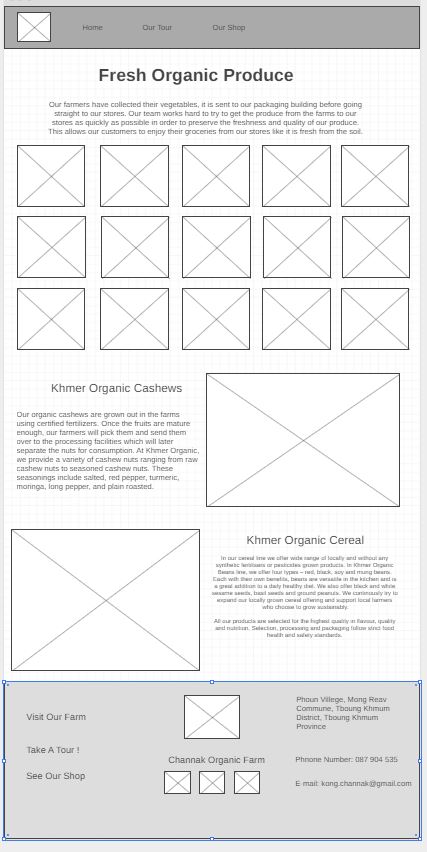 Home Our Tour Our Shop
Fresh Organic Produce
Our farmers have collected their vegetables, it is sent to our packaging building before going
straight to our stores. Our team works hard to try to get the produce from the farms to our
stores as quickly as possible in order to preserve the freshness and quality of our produce.
This allows our customers to enjoy their groceries from our stores like it is fresh from the soil.
Khmer Organic Cashews
Our organic cashews are grown out in the farms
using certified fertilizers. Once the fruits are mature
enough, our farmers will pick them and send them
over to the processing facilities which will later
separate the nuts for consumption. At Khmer Organic,
we provide a variety of cashew nuts ranging from raw
cashew nuts to seasoned cashew nuts. These
seasonings include salted, red pepper, turmeric,
moringa, long pepper, and plain roasted.
Khmer Organic Cereal
In our cereal line we offer wide range of locally and without any
synthetic fertilisers or pesticides grown products. In Khmer Organic
Beans line, we offer four types – red, black, soy and mung beans.
Each with their own benefits, beans are versatile in the kitchen and is
a great addition to a daily healthy diet. We also offer black and white
sesame seeds, basil seeds and ground peanuts. We continously try to
expand our locally grown cereal offering and support local farmers
who choose to grow sustainably.
All our products are selected for the highest quality in flavour, quality
and nutrition. Selection, processing and packaging follow strict food
health and safety standards.
Visit Our Farm
Take A Tour !
See Our Shop
Channak Organic Farm
Phoun Villege, Mong Reav
Commune, Tboung Khmum
District, Tboung Khmum
Province
Phnone Number: 087 904 535
E-mail: kong.channak@gmail.com